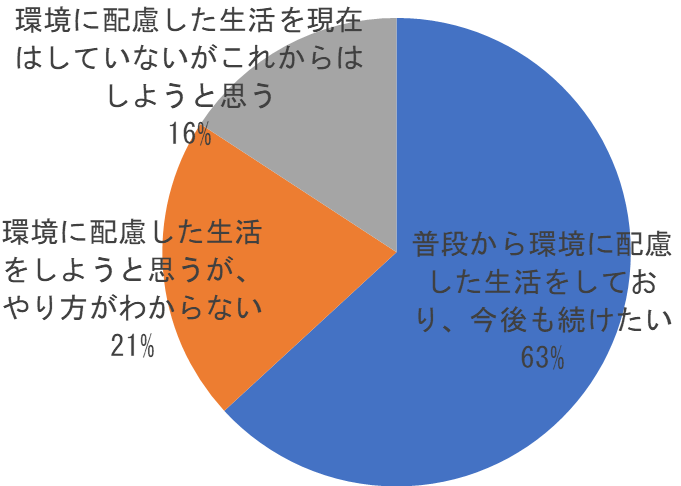 環境に配慮した生活を現在
はしていないがこれからは
しようと思う
16%
環境に配慮した生活
をしようと思うが、
やり方がわからない
21%
普段から環境に配慮
した生活をしてお
り、今後も続けたい
63%